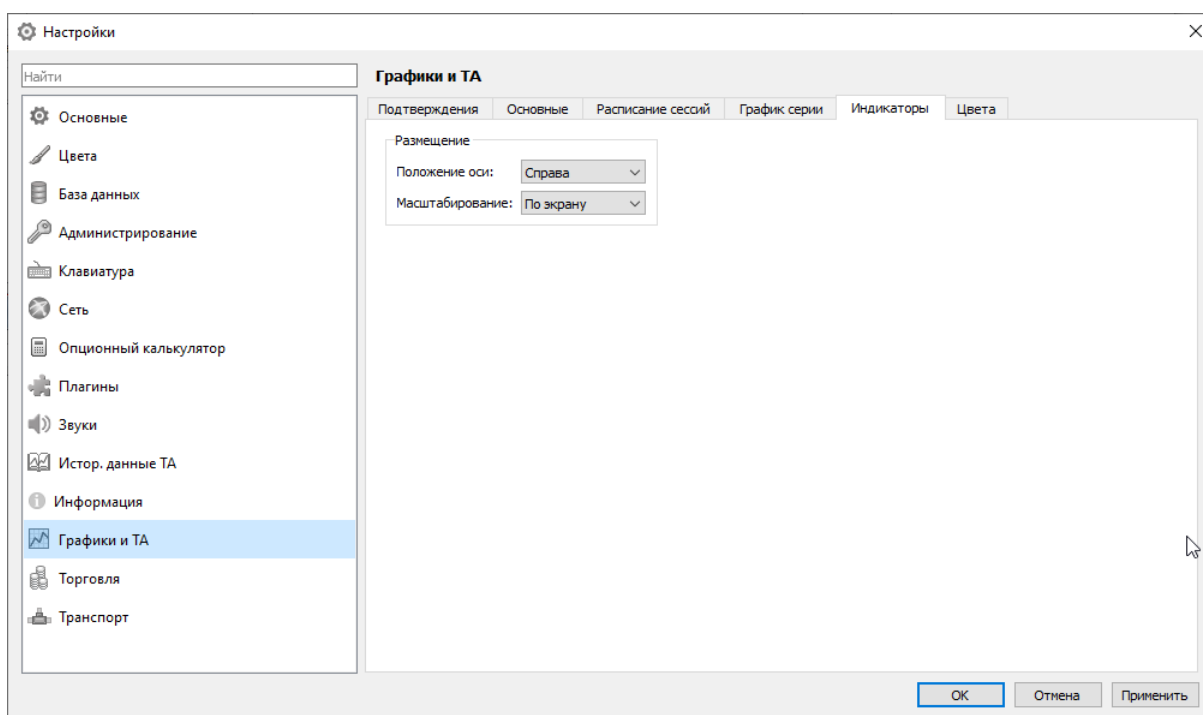 Настройки
Найти
Основные
Цвета
База данных
Администрирование
Клавиатура
Сеть
Опционный калькулятор
Плагины
Звуки
Истор. данные ТА
Информация
Графики и ТА
Торговля
Транспорт
Графики и ТА
Подтверждения Основные Расписание сессий График серии Индикаторы Цвета
Размещение
Положение оси: Справа
Масштабирование: По экрану
ОК Отмена Применить